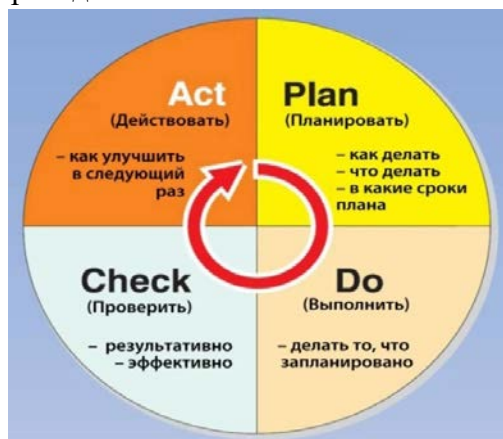 Act
(Действовать)
– как улучшить
в следующий
раз
Plan
(Планировать)
– как делать
– что делать
– в какие сроки
плана
Check
(Проверить)
– результативно
– эффективно
Do
(Выполнить)
– делать то, что
запланировано